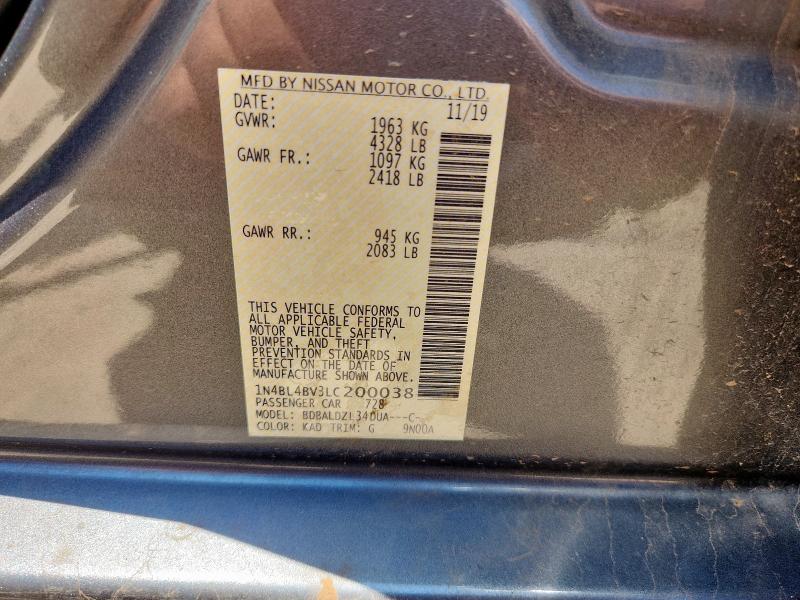 MFD BY NISSAN MOTOR CO., LTD.
DATE: 11/19
GVWR: 1963 KG
4328 LB
GAWR FR.: 1097 KG
2418 LB
GAWR RR.: 945 KG
2083 LB
THIS VEHICLE CONFORMS TO
ALL APPLICABLE FEDERAL
MOTOR VEHICLE SAFETY,
BUMPER, AND THEFT
PREVENTION STANDARDS IN
EFFECT ON THE DATE OF
MANUFACTURE SHOWN ABOVE.
1N4BL4BV3LC200038
PASSENGER CAR 728
MODEL: BDBALDZL34DUA---C-
COLOR: KAD TRIM: G 9N00A